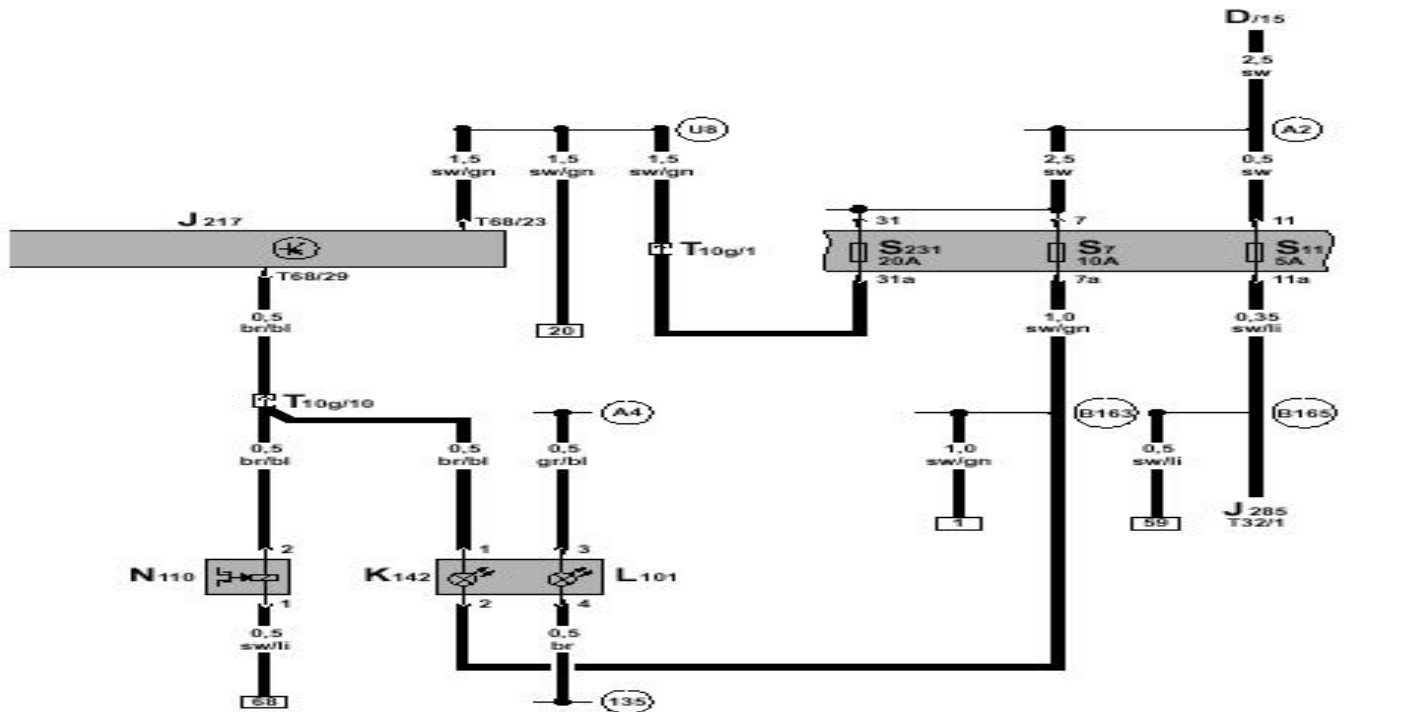 D/15
2,5
sw
U8
A2
1,5
sw/gn
1,5
sw/gn
1,5
sw/gn
2,5
sw
0,5
sw
J 217
T68/23
T10g/1
31
7
11
S231
20A
S7
10A
S11
5A
T68/29
31a
7a
11a
0,5
br/bl
20
1,0
sw/gn
0,35
sw/li
T10g/10
A4
B163
B165
0,5
br/bl
0,5
br/bl
0,5
gr/bl
1,0
sw/gn
0,5
sw/li
1
59
J 285
T32/1
2
1
3
N110
K142
L101
1
2
4
0,5
sw/li
0,5
br
68
135